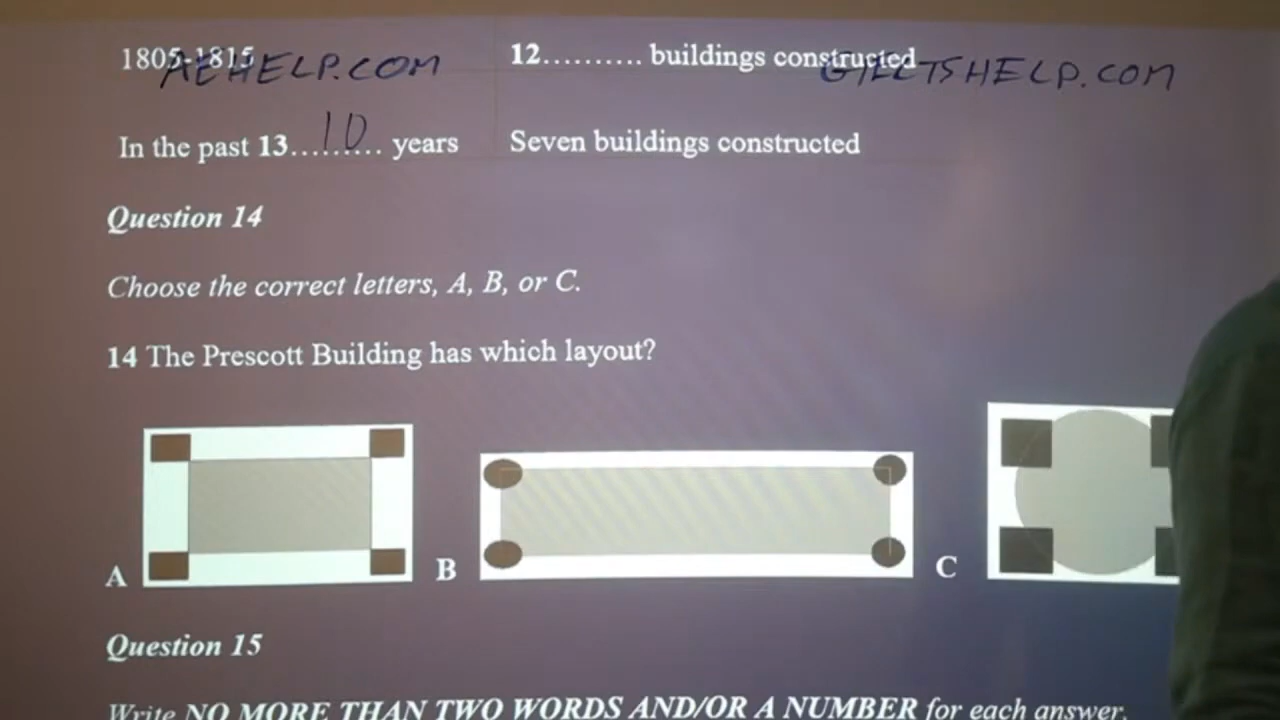 1805-1815 12.......... buildings constructed
AEHELP.COM GIELTSHELP.COM
In the past 13...10...... years Seven buildings constructed
Question 14
Choose the correct letters, A, B, or C.
14 The Prescott Building has which layout?
A B C
Question 15
Write NO MORE THAN TWO WORDS AND/OR A NUMBER for each answer.